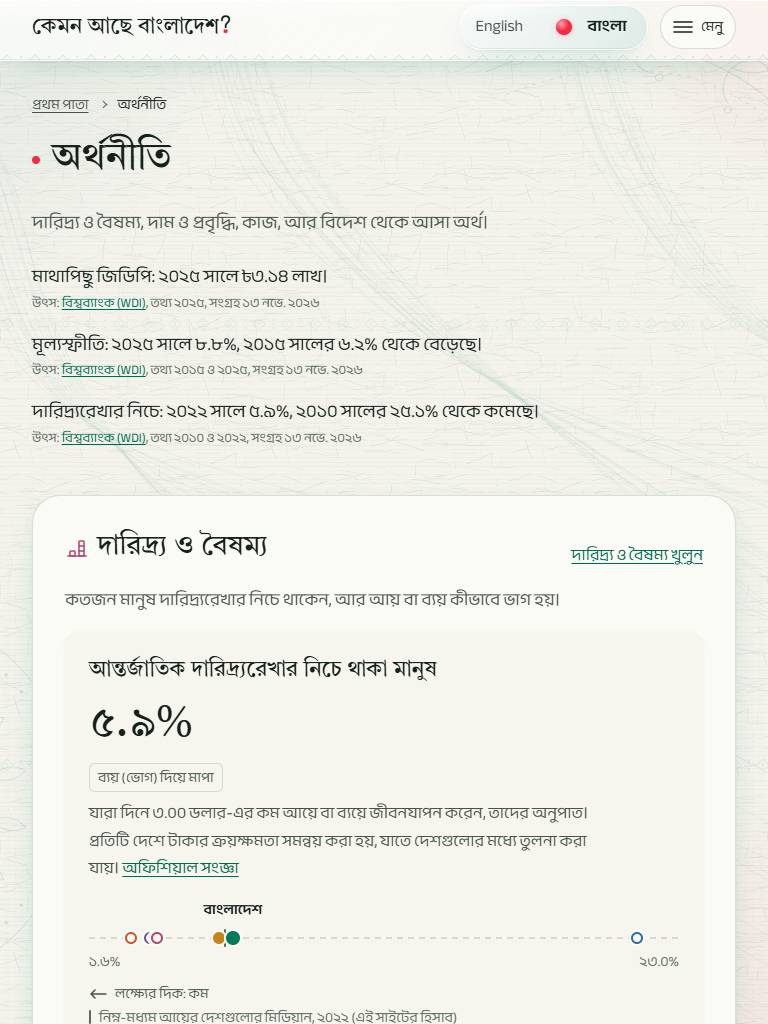 কেমন আছে বাংলাদেশ?
English
বাংলা
মেনু
প্রথম পাতা > অর্থনীতি
অর্থনীতি
দারিদ্র্য ও বৈষম্য, দাম ও প্রবৃদ্ধি, কাজ, আর বিদেশ থেকে আসা অর্থ।
মাথাপিছু জিডিপি: ২০২৫ সালে ৳৩.১৪ লাখ।
উৎস: বিশ্বব্যাংক (WDI), তথ্য ২০২৫, সংগ্রহ ১৩ নভে. ২০২৬
মূল্যস্ফীতি: ২০২৫ সালে ৮.৮%, ২০১৫ সালের ৬.২% থেকে বেড়েছে।
উৎস: বিশ্বব্যাংক (WDI), তথ্য ২০১৫ ও ২০২৫, সংগ্রহ ১৩ নভে. ২০২৬
দারিদ্র্যরেখার নিচে: ২০২২ সালে ৫.৯%, ২০১০ সালের ২৫.১% থেকে কমেছে।
উৎস: বিশ্বব্যাংক (WDI), তথ্য ২০১০ ও ২০২২, সংগ্রহ ১৩ নভে. ২০২৬
দারিদ্র্য ও বৈষম্য
দারিদ্র্য ও বৈষম্য খুলুন
কতজন মানুষ দারিদ্র্যরেখার নিচে থাকেন, আর আয় বা ব্যয় কীভাবে ভাগ হয়।
আন্তর্জাতিক দারিদ্র্যরেখার নিচে থাকা মানুষ
৫.৯%
ব্যয় (ভোগ) দিয়ে মাপা
যারা দিনে ৩.00 ডলার-এর কম আয়ে বা ব্যয়ে জীবনযাপন করেন, তাদের অনুপাত।
প্রতিটি দেশে টাকার ক্রয়ক্ষমতা সমন্বয় করা হয়, যাতে দেশগুলোর মধ্যে তুলনা করা
যায়। অফিশিয়াল সংজ্ঞা
বাংলাদেশ
১.৬%
২৩.০%
← লক্ষ্যের দিক: কম
নিম্ন-মধ্যম আয়ের দেশগুলোর মিডিয়ান, ২০২২ (এই সাইটের হিসাব)